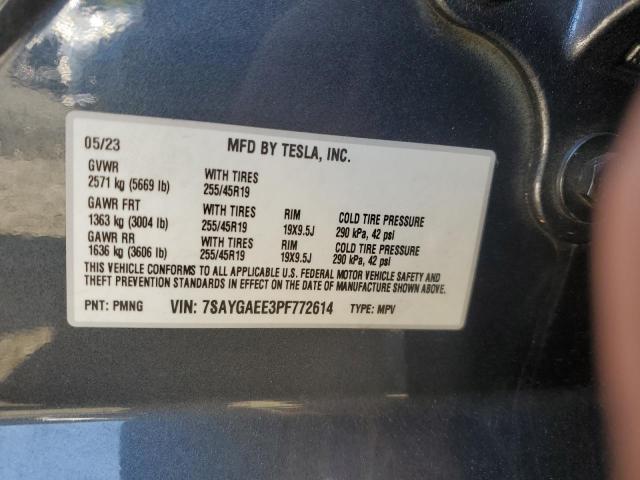 05/23 MFD BY TESLA, INC.
GVWR WITH TIRES
2571 kg (5669 lb) 255/45R19
GAWR FRT WITH TIRES RIM COLD TIRE PRESSURE
1363 kg (3004 lb) 255/45R19 19X9.5J 290 kPa, 42 psi
GAWR RR WITH TIRES RIM COLD TIRE PRESSURE
1636 kg (3606 lb) 255/45R19 19X9.5J 290 kPa, 42 psi
THIS VEHICLE CONFORMS TO ALL APPLICABLE U.S. FEDERAL MOTOR VEHICLE SAFETY AND
THEFT PREVENTION STANDARDS IN EFFECT ON THE DATE OF MANUFACTURE SHOWN ABOVE.
PNT: PMNG VIN: 7SAYGAEE3PF772614 TYPE: MPV